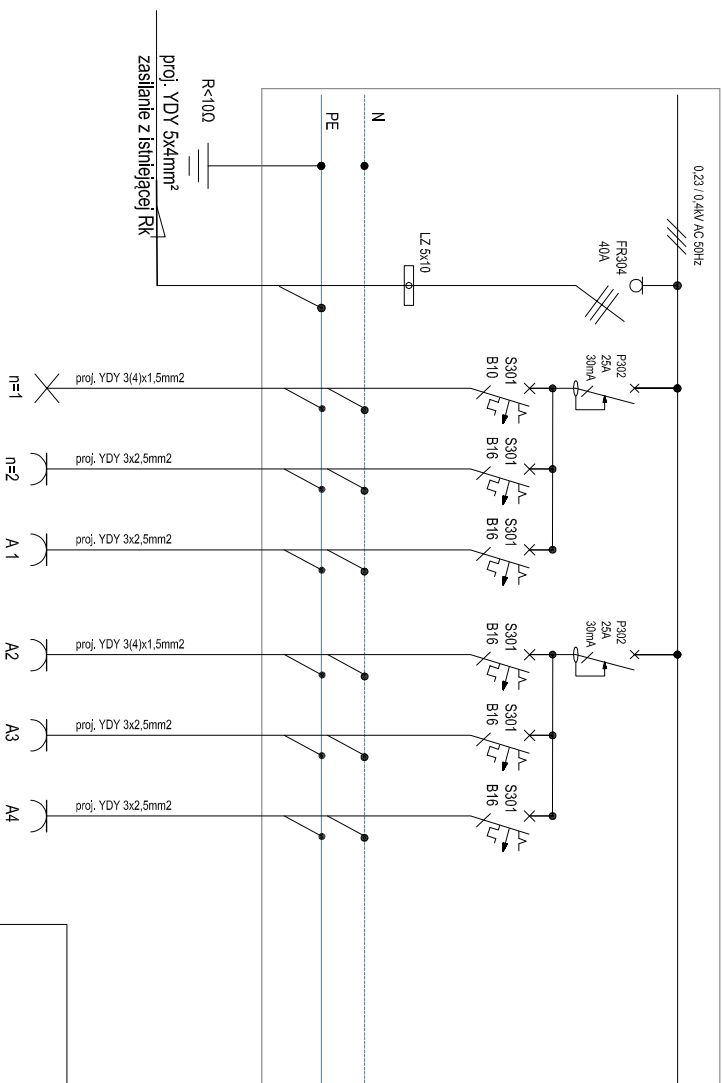 0,23 / 0,4kV AC 50Hz
FR304
40A
LZ 5x10
N
PE
R<10Ω
proj. YDY 5x4mm²
zasilanie z istniejącej Rk
P302
25A
30mA
S301
B10
proj. YDY 3(4)x1,5mm2
n=1
S301
B16
proj. YDY 3x2,5mm2
n=2
S301
B16
proj. YDY 3x2,5mm2
A 1
P302
25A
30mA
S301
B16
proj. YDY 3(4)x1,5mm2
A2
S301
B16
proj. YDY 3x2,5mm2
A3
S301
B16
proj. YDY 3x2,5mm2
A4